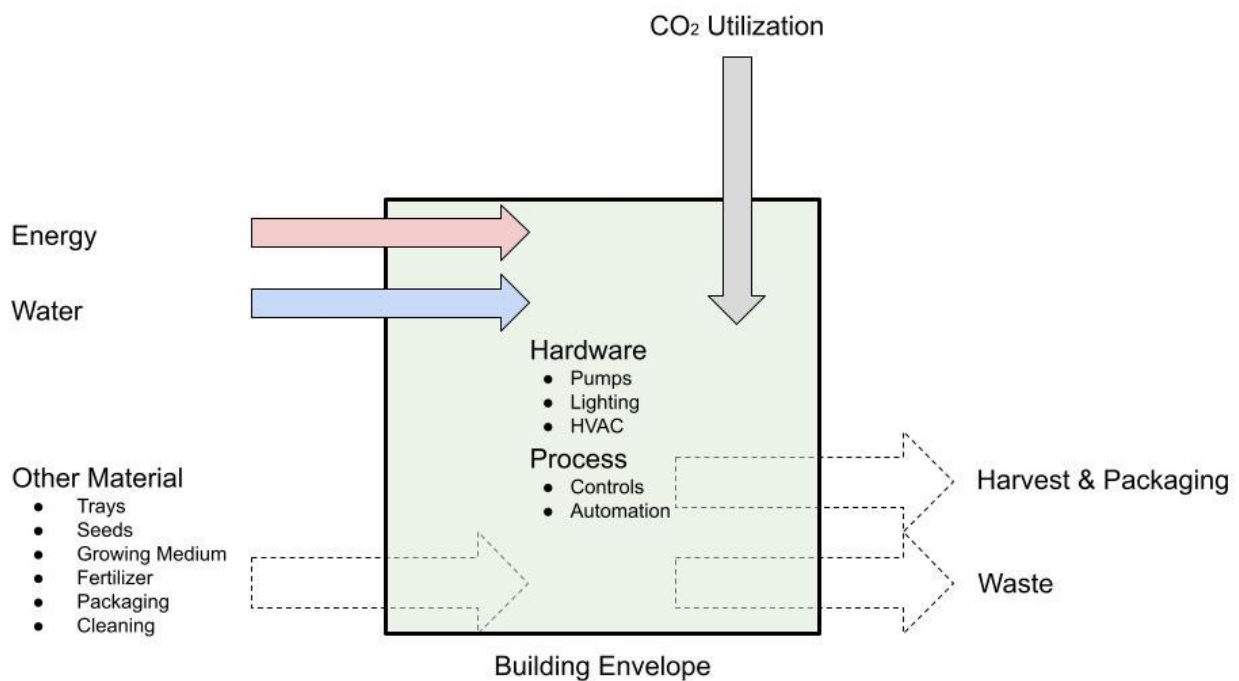 CO₂ Utilization
Energy
Water
Hardware
● Pumps
● Lighting
● HVAC
Process
● Controls
● Automation
Other Material
● Trays
● Seeds
● Growing Medium
● Fertilizer
● Packaging
● Cleaning
Harvest & Packaging
Waste
Building Envelope